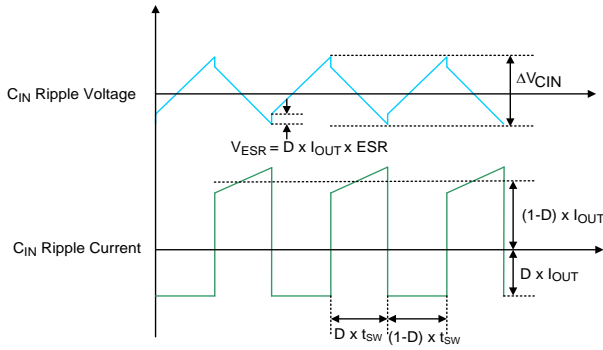 C_IN Ripple Voltage
ΔV_CIN
V_ESR = D x I_OUT x ESR
(1-D) x I_OUT
C_IN Ripple Current
D x I_OUT
D x t_SW
(1-D) x t_SW